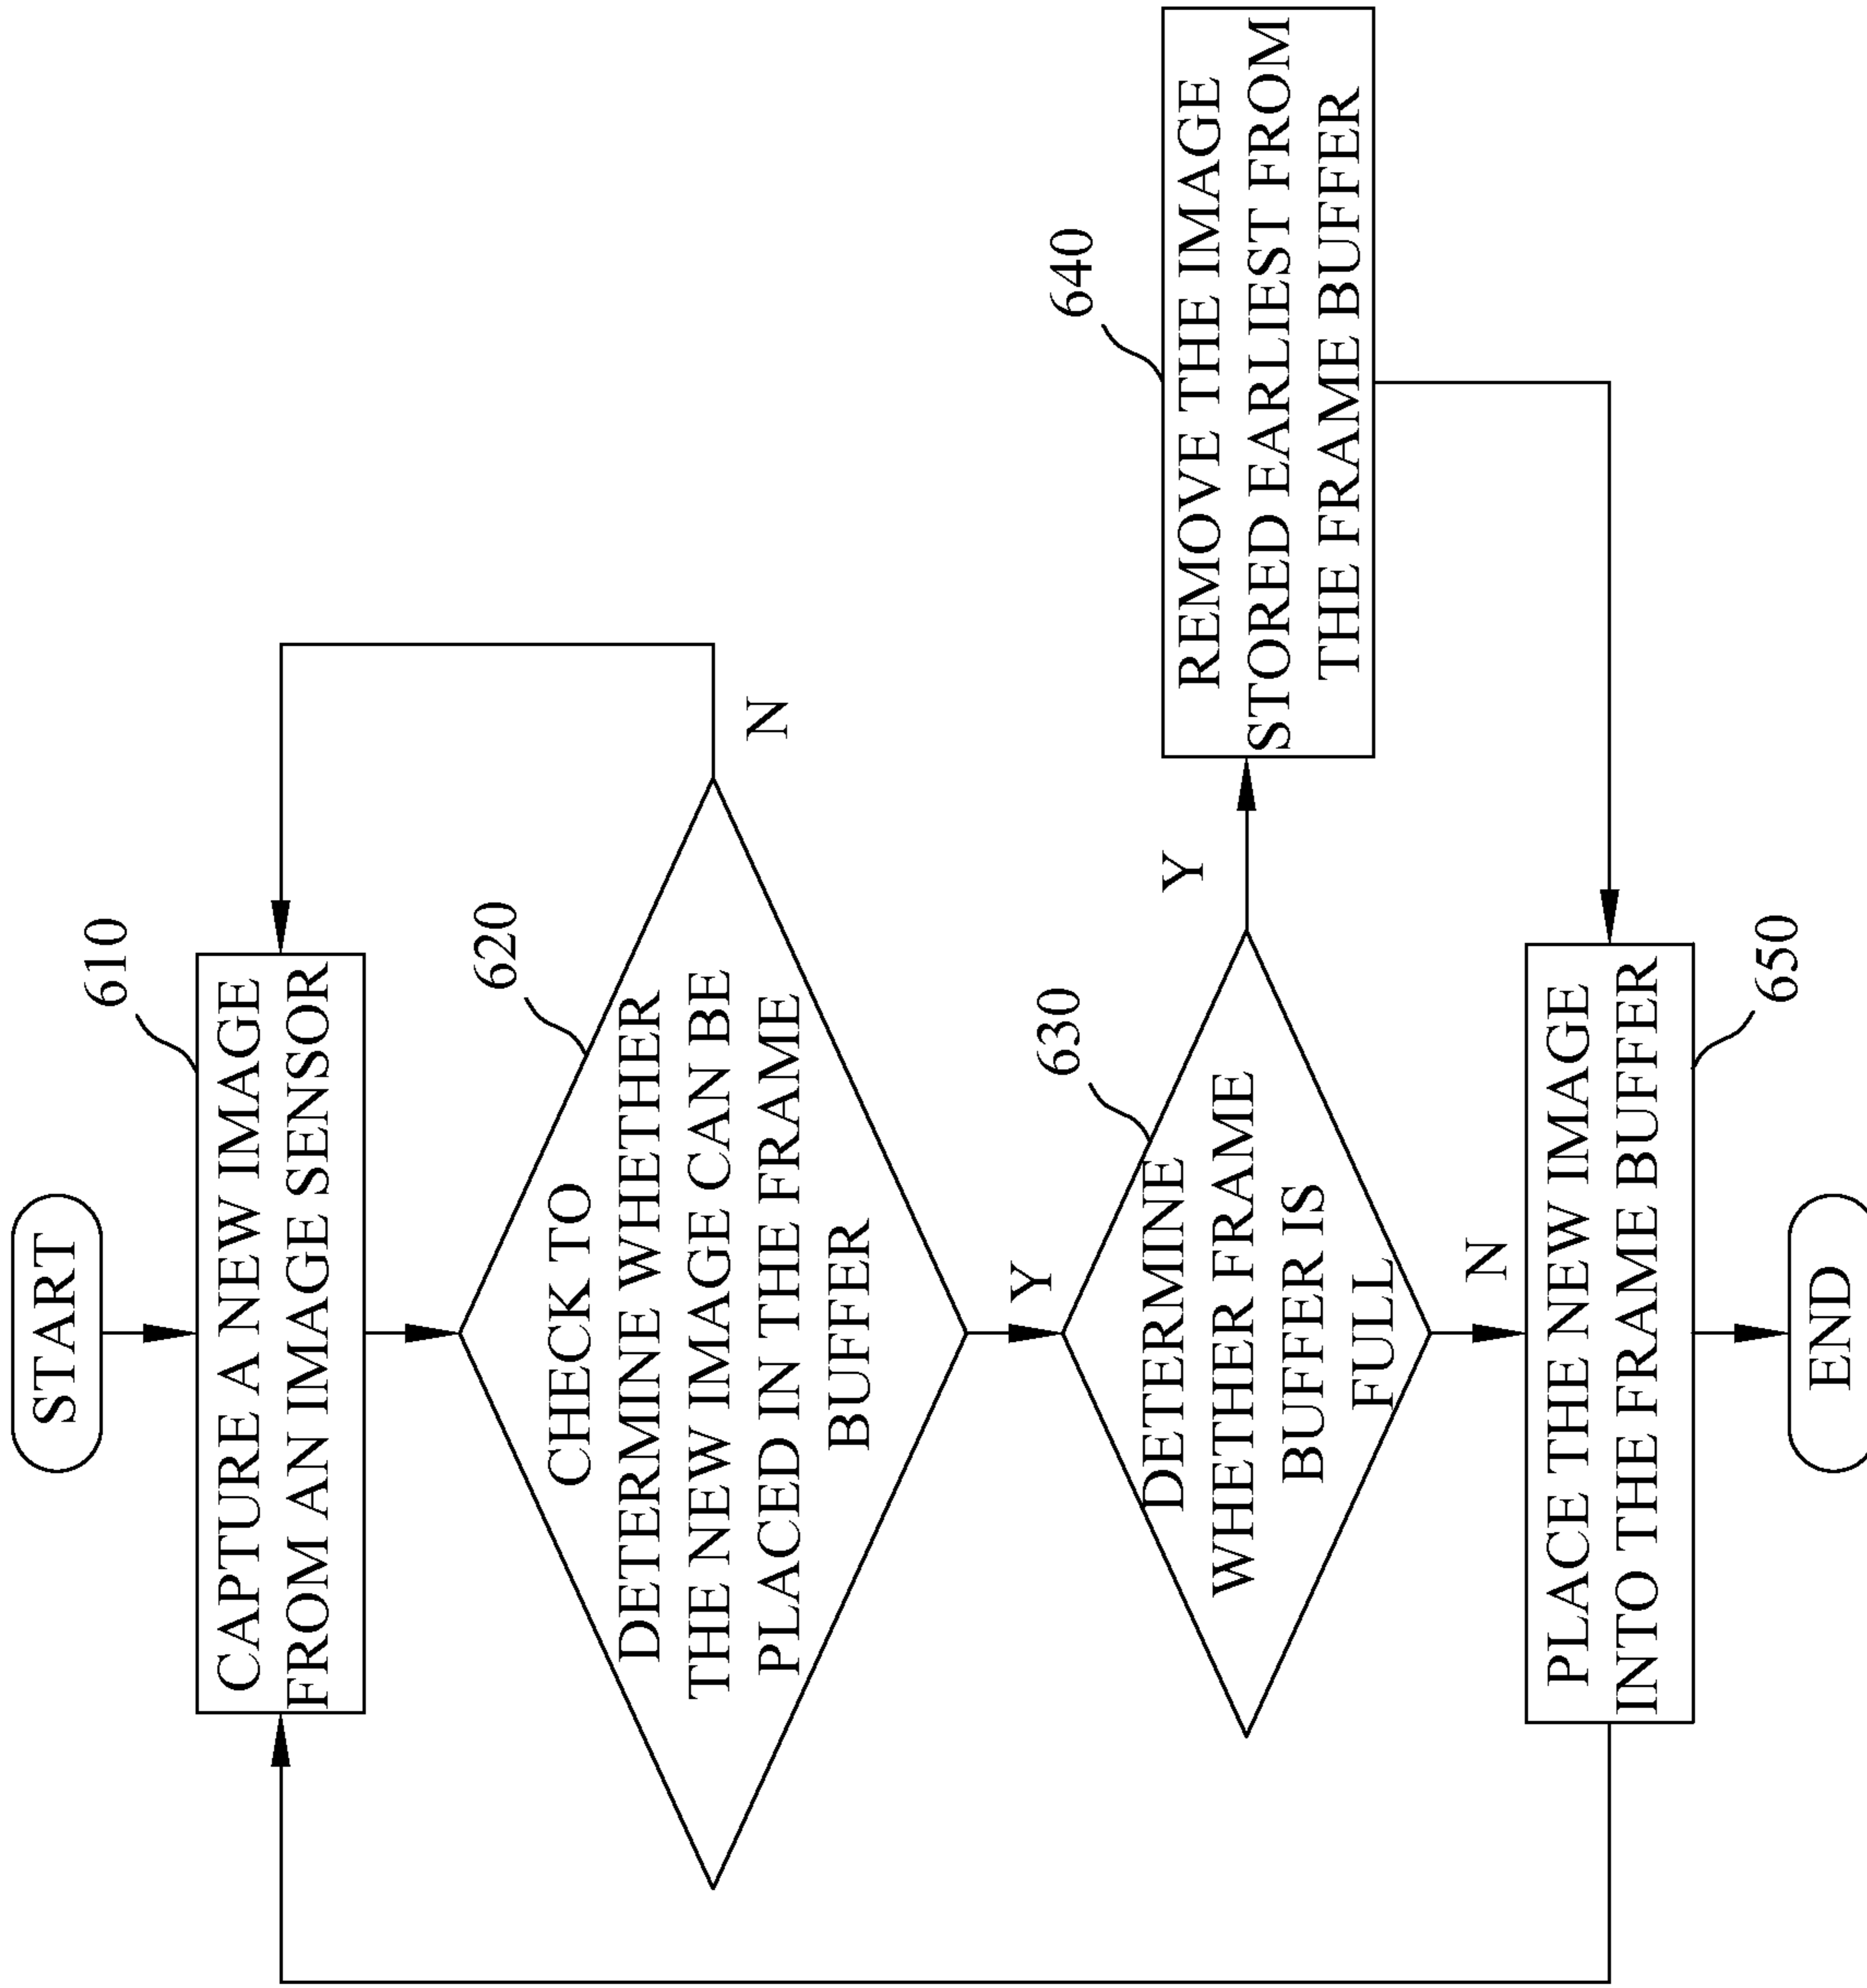 START
610
CAPTURE A NEW IMAGE
FROM AN IMAGE SENSOR
620
CHECK TO
DETERMINE WHETHER
THE NEW IMAGE CAN BE
PLACED IN THE FRAME
BUFFER
N
Y
630
DETERMINE
WHETHER FRAME
BUFFER IS
FULL
Y
640
REMOVE THE IMAGE
STORED EARLIEST FROM
THE FRAME BUFFER
N
PLACE THE NEW IMAGE
INTO THE FRAME BUFFER
650
END